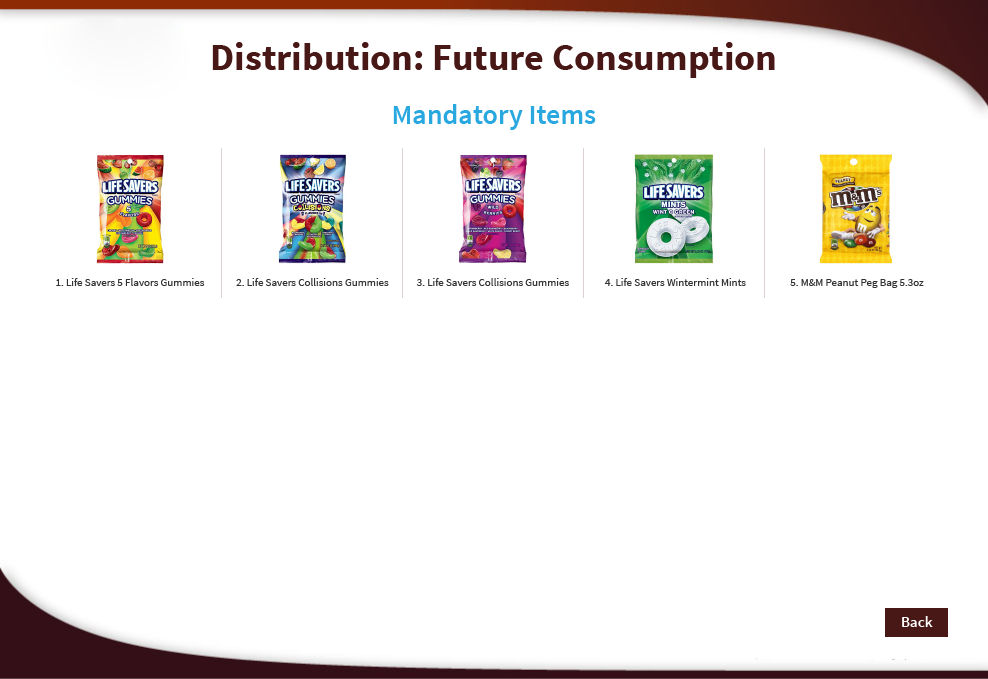 Distribution: Future Consumption
Mandatory Items
LIFE SAVERS
GUMMIES
5
LIFE SAVERS
GUMMIES
COLLISIONS
LIFE SAVERS
GUMMIES
WILD
BERRIES
LIFE SAVERS
MINTS
WINT O GREEN
PEANUT
m&m's
1. Life Savers 5 Flavors Gummies
2. Life Savers Collisions Gummies
3. Life Savers Collisions Gummies
4. Life Savers Wintermint Mints
5. M&M Peanut Peg Bag 5.3oz
Back